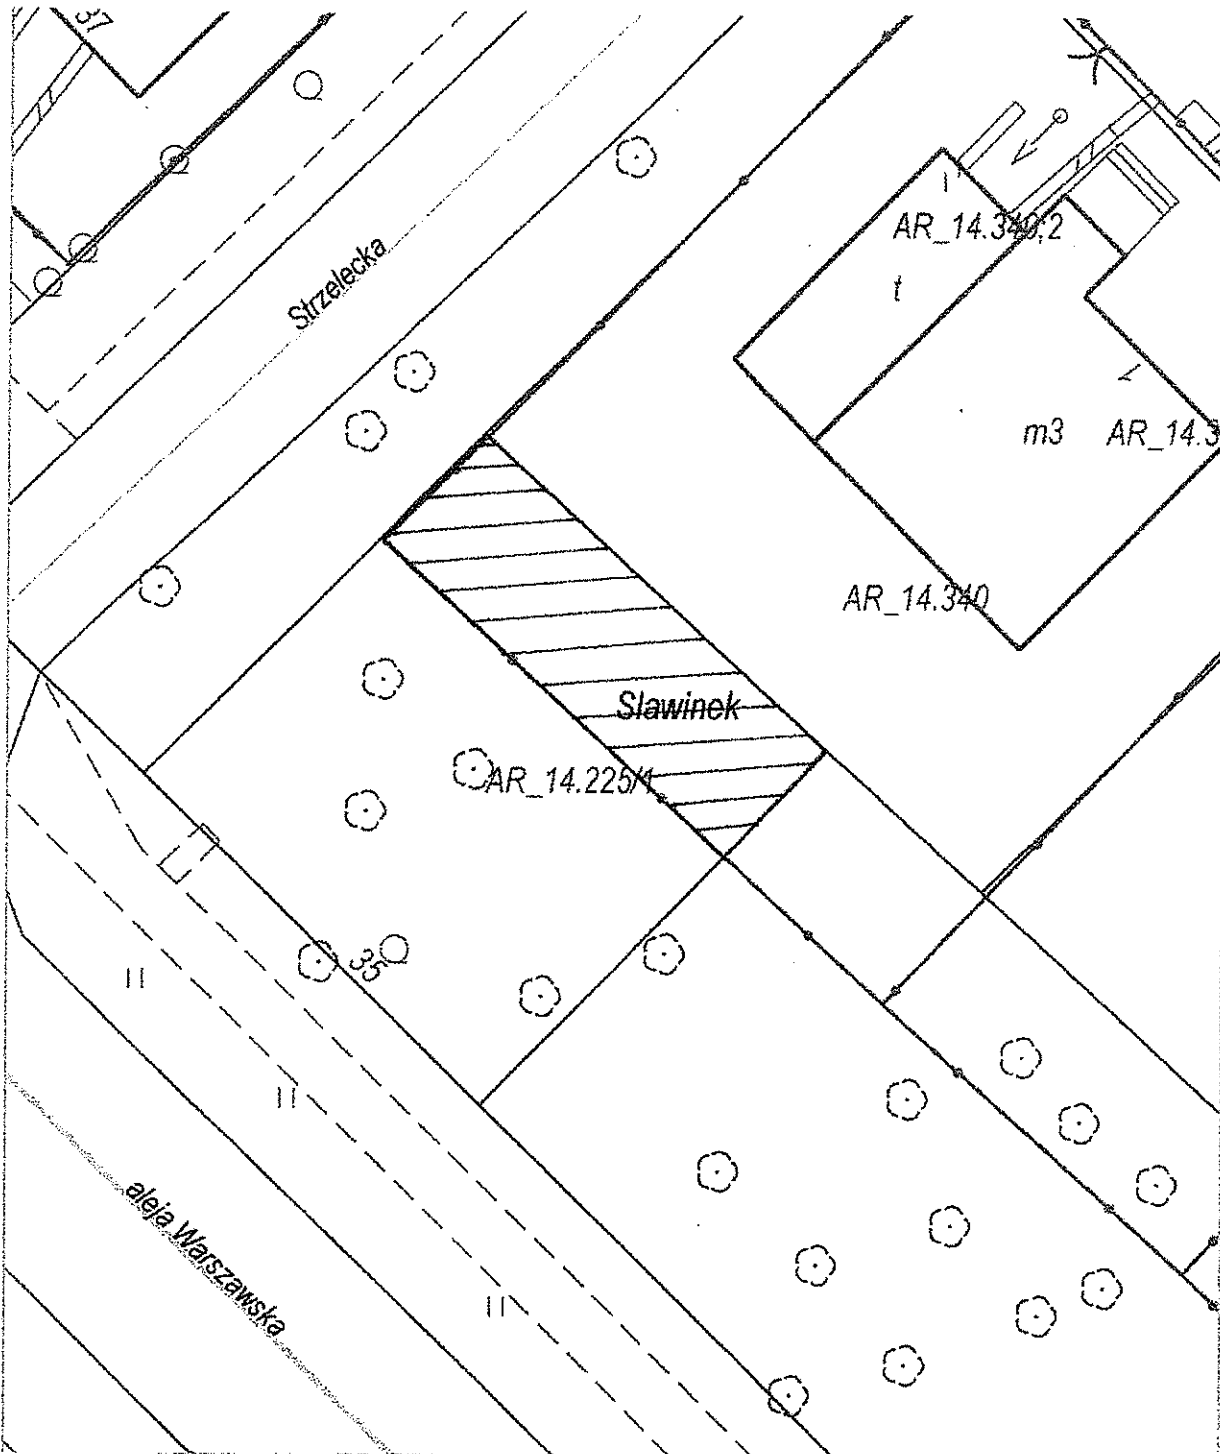 37
AR_14.340;2
Strzelecka
t
m3 AR_14.3
AR_14.340
Slawinek
AR_14.225/1
35
aleja Warszawska